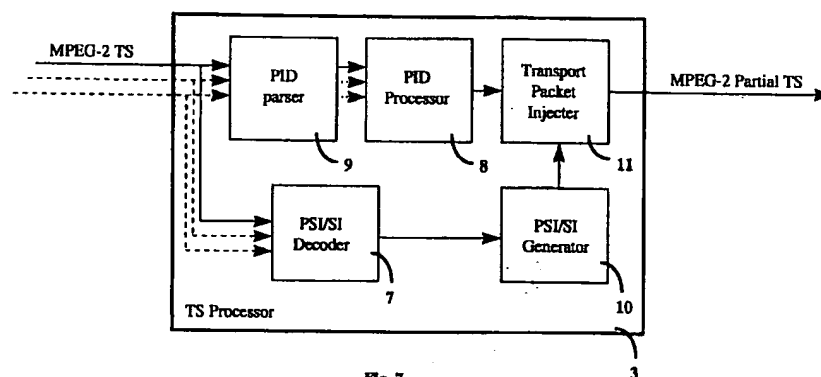 MPEG-2 TS
PID
parser
9
PID
Processor
8
Transport
Packet
Injecter
11
MPEG-2 Partial TS
PSI/SI
Decoder
7
PSI/SI
Generator
10
TS Processor
3